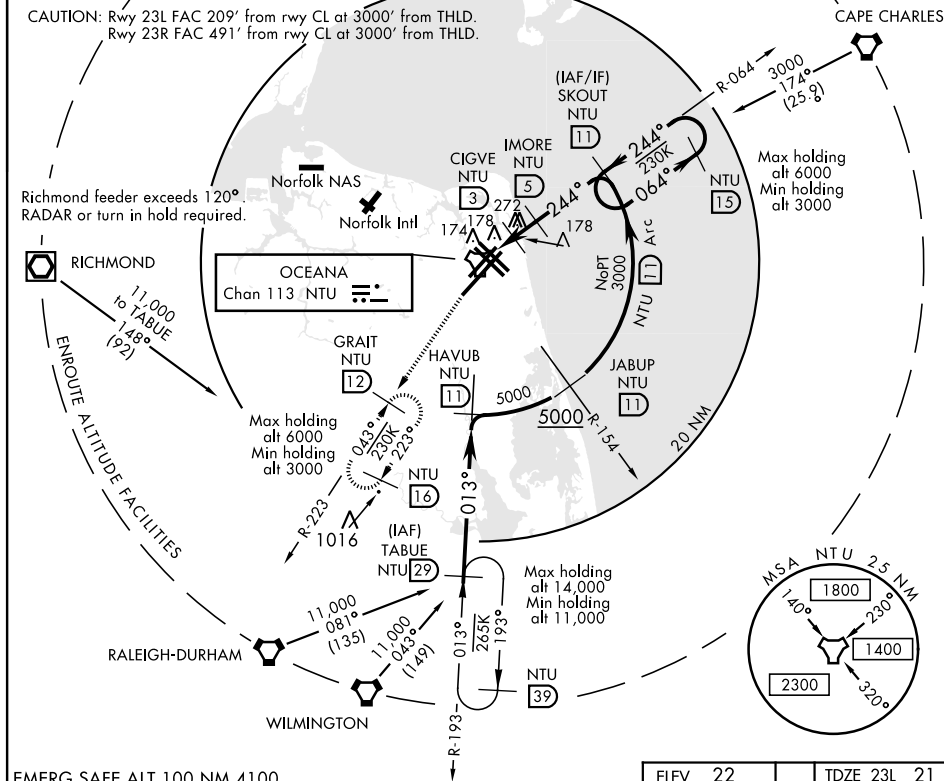 CAUTION: Rwy 23L FAC 209' from rwy CL at 3000' from THLD.
Rwy 23R FAC 491' from rwy CL at 3000' from THLD.
CAPE CHARLES
3000
174°
(25.9)
R-064
(IAF/IF)
SKOUT
NTU
11
244°
230K
064°
NTU
15
Max holding
alt 6000
Min holding
alt 3000
IMORE
NTU
5
CIGVE
NTU
3
272
178
174
178
244°
Norfolk NAS
Norfolk Intl
Richmond feeder exceeds 120°.
RADAR or turn in hold required.
RICHMOND
11,000
to TABUE
148°
(92)
OCEANA
Chan 113 NTU
NoPT
3000
NTU 11 Arc
GRAIT
NTU
12
HAVUB
NTU
11
5000
5000
JABUP
NTU
11
R-154
20 NM
Max holding
alt 6000
Min holding
alt 3000
043°
230K
223°
NTU
16
R-223
1016
013°
ENROUTE ALTITUDE FACILITIES
(IAF)
TABUE
NTU 29
Max holding
alt 14,000
Min holding
alt 11,000
013°
265K
193°
NTU
39
R-193
11,000
081°
(135)
RALEIGH-DURHAM
11,000
043°
(149)
WILMINGTON
MSA NTU 25 NM
1800
140°
230°
1400
2300
320°
EMERG SAFE ALT 100 NM 4100
ELEV 22
TDZE 23L 21